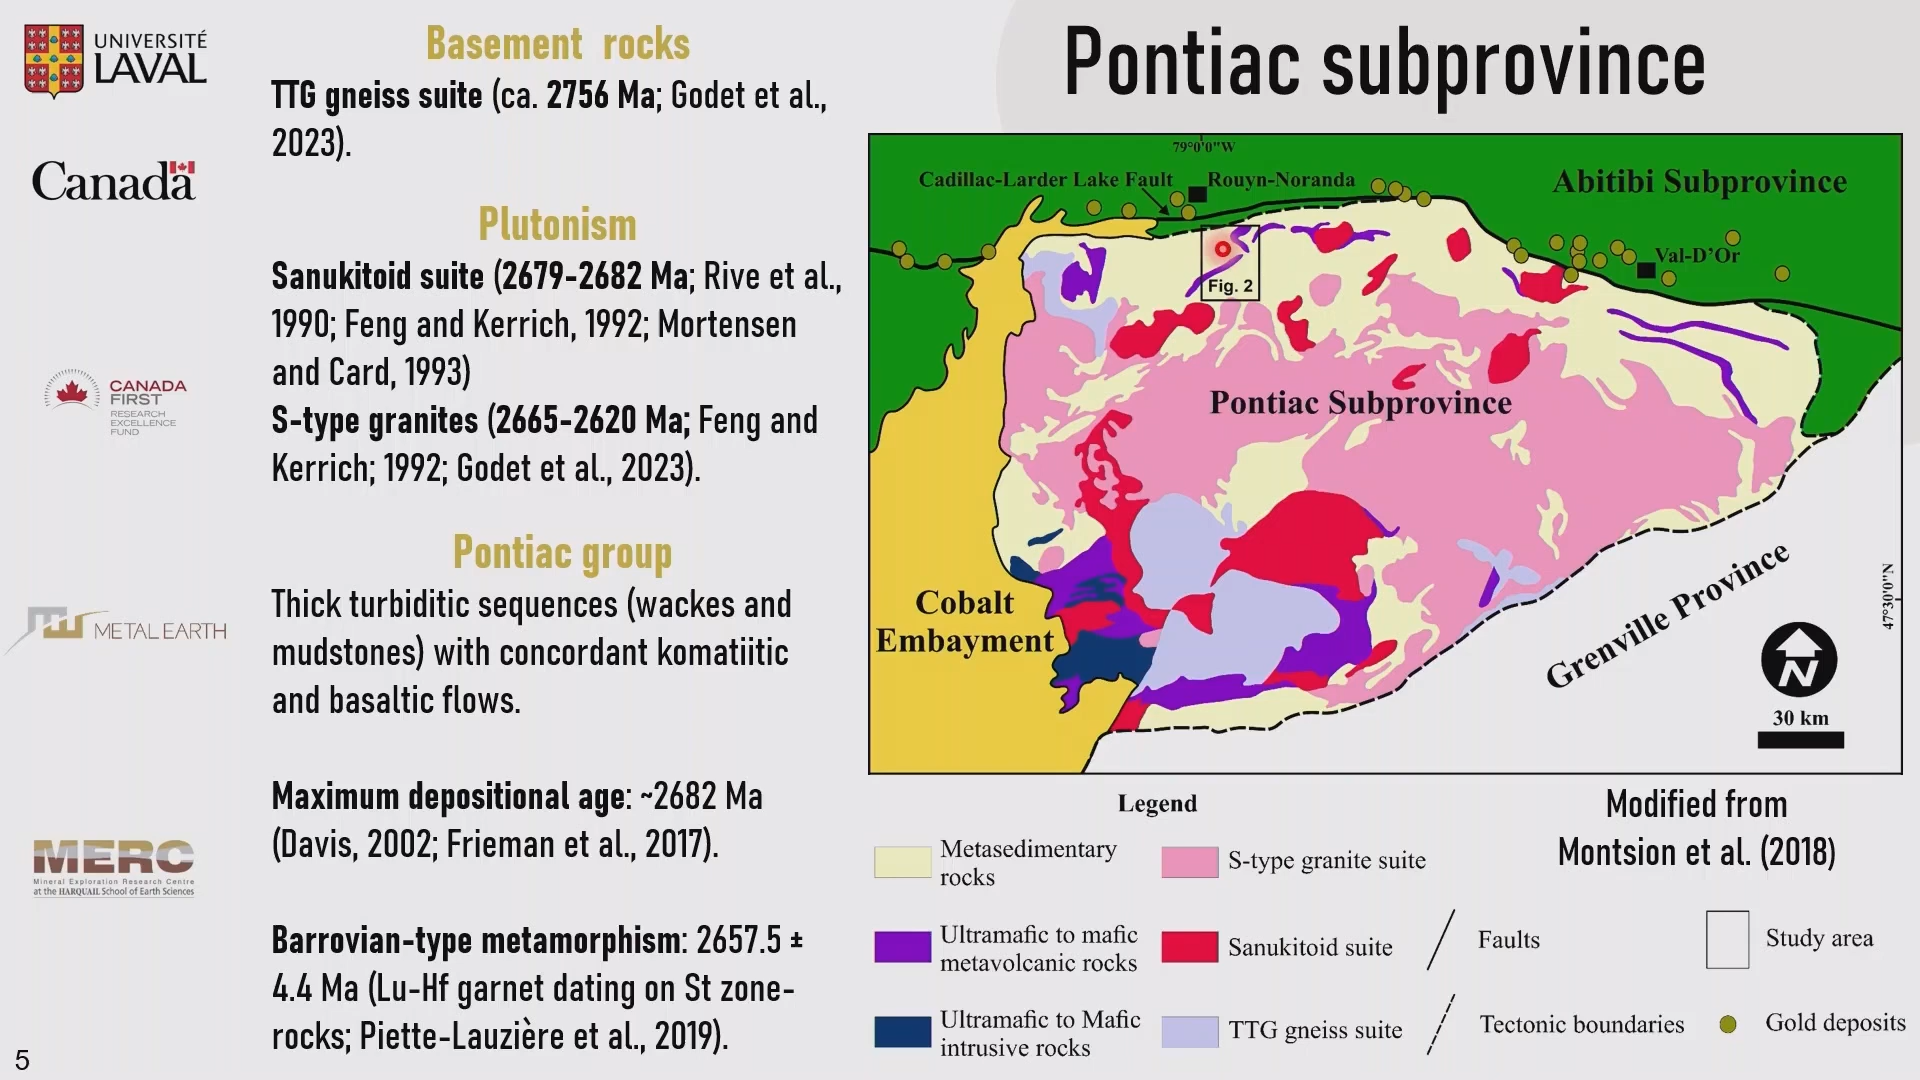 UNIVERSITÉ
LAVAL
Canada
CANADA
FIRST
RESEARCH
EXCELLENCE
FUND
METAL EARTH
MERC
Mineral Exploration Research Centre
at the HARQUAIL School of Earth Sciences
5
Basement rocks
TTG gneiss suite (ca. 2756 Ma; Godet et al.,
2023).
Plutonism
Sanukitoid suite (2679-2682 Ma; Rive et al.,
1990; Feng and Kerrich, 1992; Mortensen
and Card, 1993)
S-type granites (2665-2620 Ma; Feng and
Kerrich; 1992; Godet et al., 2023).
Pontiac group
Thick turbiditic sequences (wackes and
mudstones) with concordant komatiitic
and basaltic flows.
Maximum depositional age: ~2682 Ma
(Davis, 2002; Frieman et al., 2017).
Barrovian-type metamorphism: 2657.5 ±
4.4 Ma (Lu-Hf garnet dating on St zone-
rocks; Piette-Lauzière et al., 2019).
Pontiac subprovince
79°0'0"W
Cadillac-Larder Lake Fault
Rouyn-Noranda
Abitibi Subprovince
Val-D'Or
Fig. 2
Pontiac Subprovince
Cobalt
Embayment
Grenville Province
47°30'0"N
N
30 km
Legend
Metasedimentary
rocks
Ultramafic to mafic
metavolcanic rocks
Ultramafic to Mafic
intrusive rocks
S-type granite suite
Sanukitoid suite
TTG gneiss suite
Faults
Tectonic boundaries
Study area
Gold deposits
Modified from
Montsion et al. (2018)